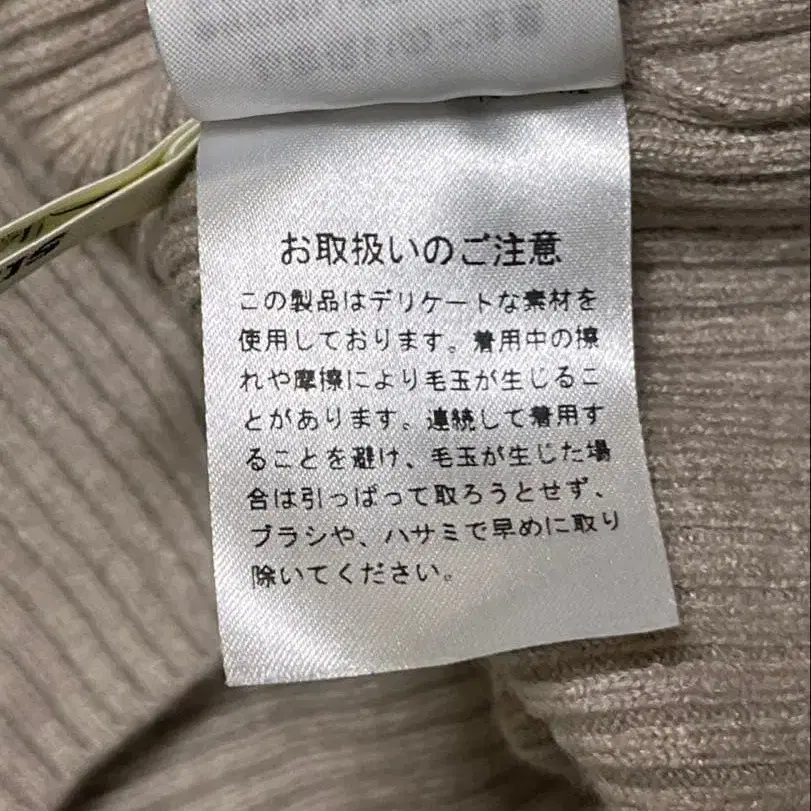 お取扱いのご注意
この製品はデリケートな素材を
使用しております。着用中の擦
れや摩擦により毛玉が生じるこ
とがあります。連続して着用す
ることを避け、毛玉が生じた場
合は引っぱって取ろうとせず、
ブラシや、ハサミで早めに取り
除いてください。